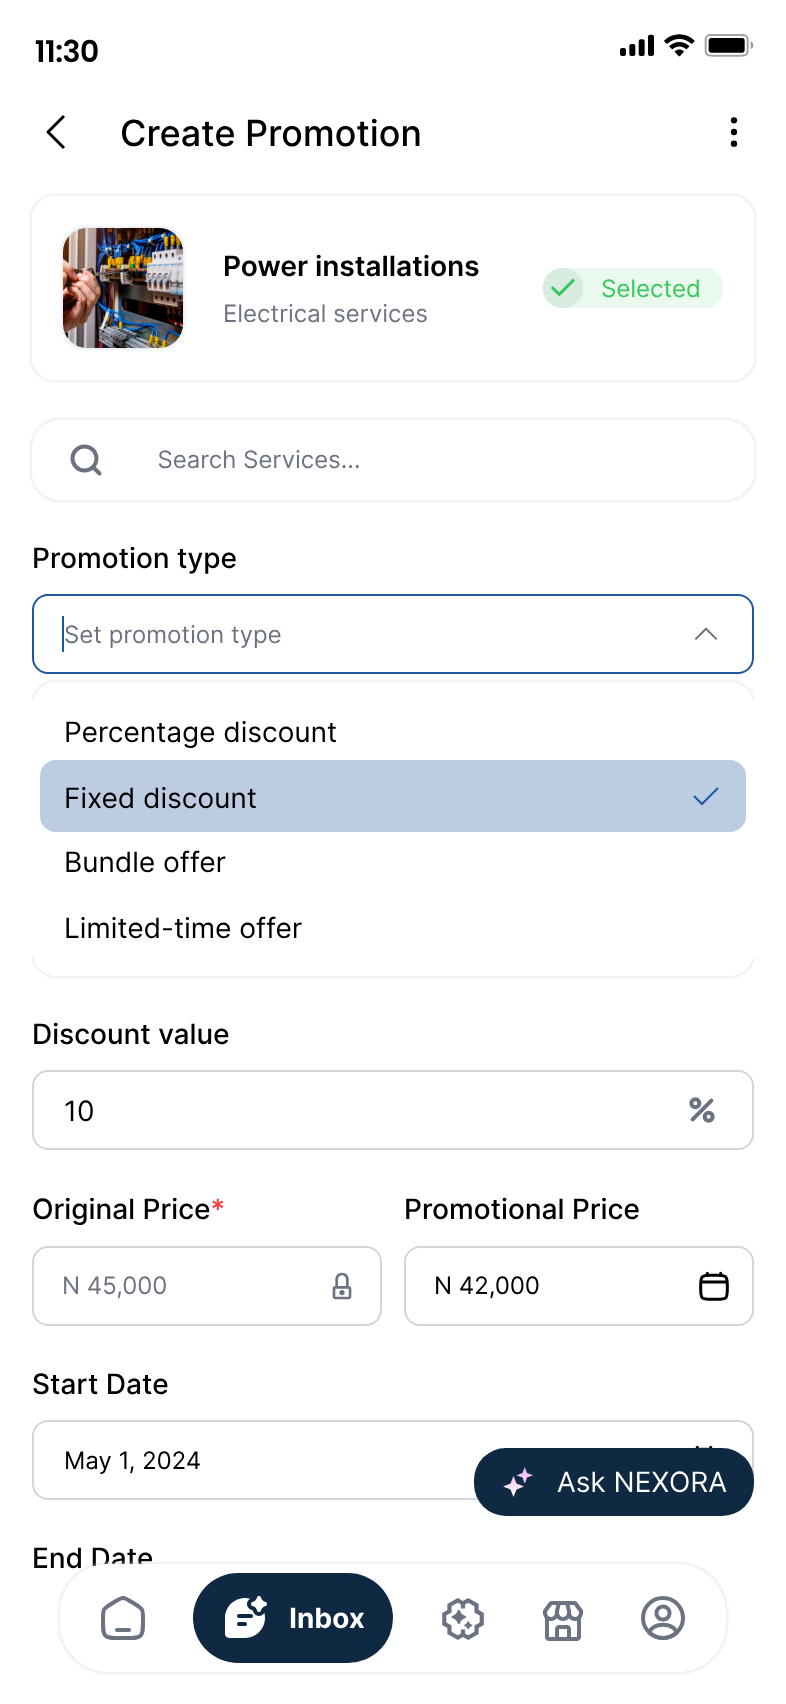 11:30
Create Promotion
Power installations
Electrical services
Selected
Search Services...
Promotion type
Set promotion type
Percentage discount
Fixed discount
Bundle offer
Limited-time offer
Discount value
10 %
Original Price* Promotional Price
N 45,000 N 42,000
Start Date
May 1, 2024
Ask NEXORA
End Date
Inbox